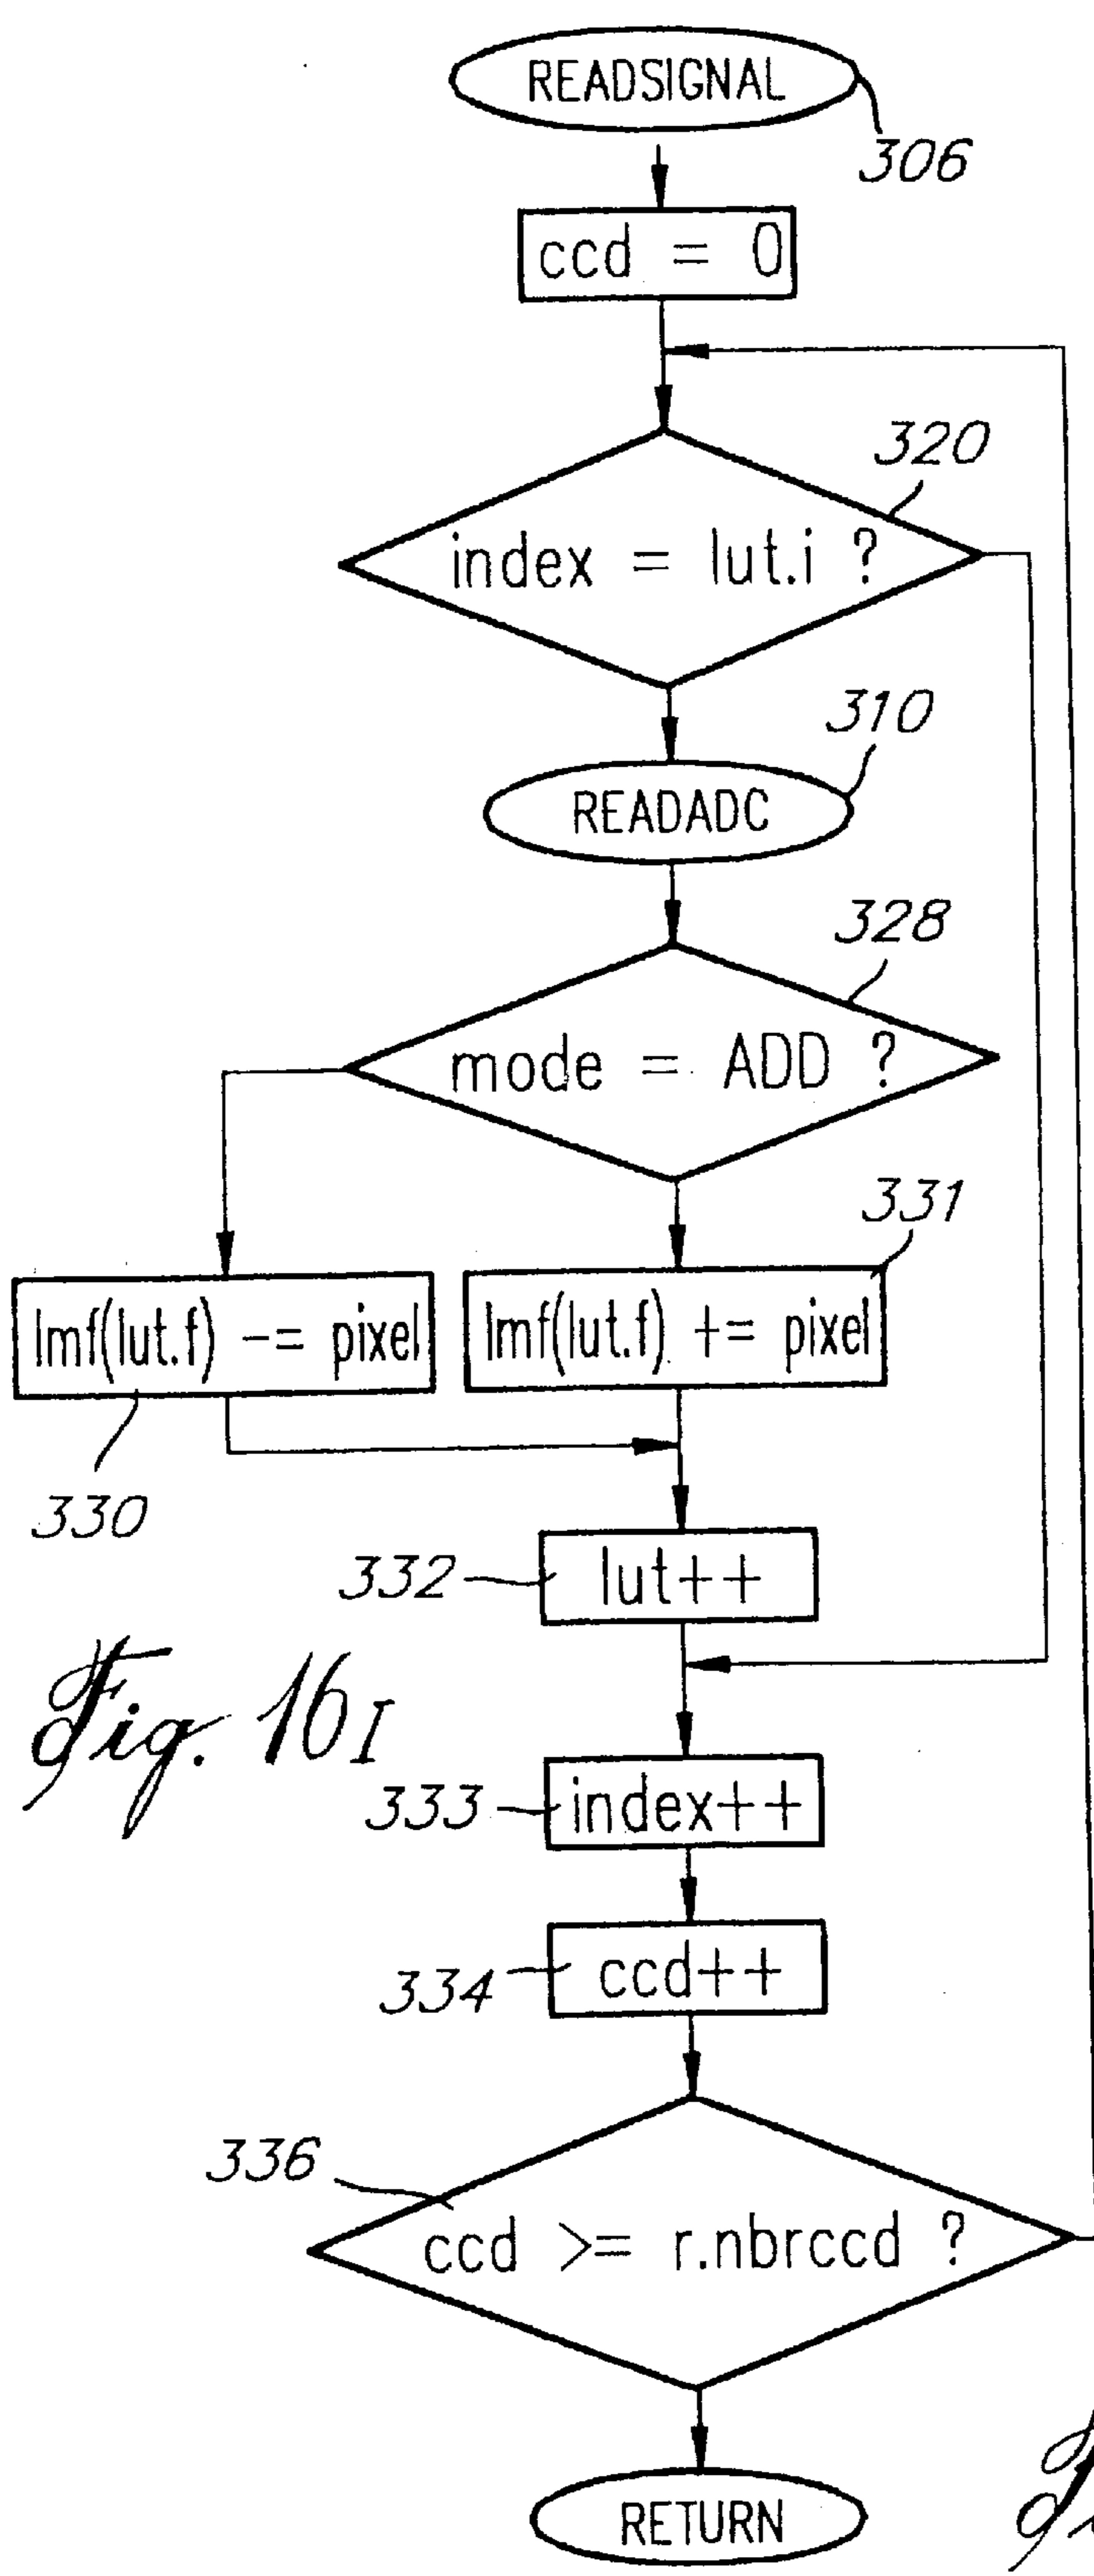 READSIGNAL
306
ccd = 0
320
index = lut.i ?
310
READADC
328
mode = ADD ?
331
lmf(lut.f) -= pixel
lmf(lut.f) += pixel
330
332
lut++
Fig. 16I
333
index++
334
ccd++
336
ccd >= r.nbrccd ?
RETURN